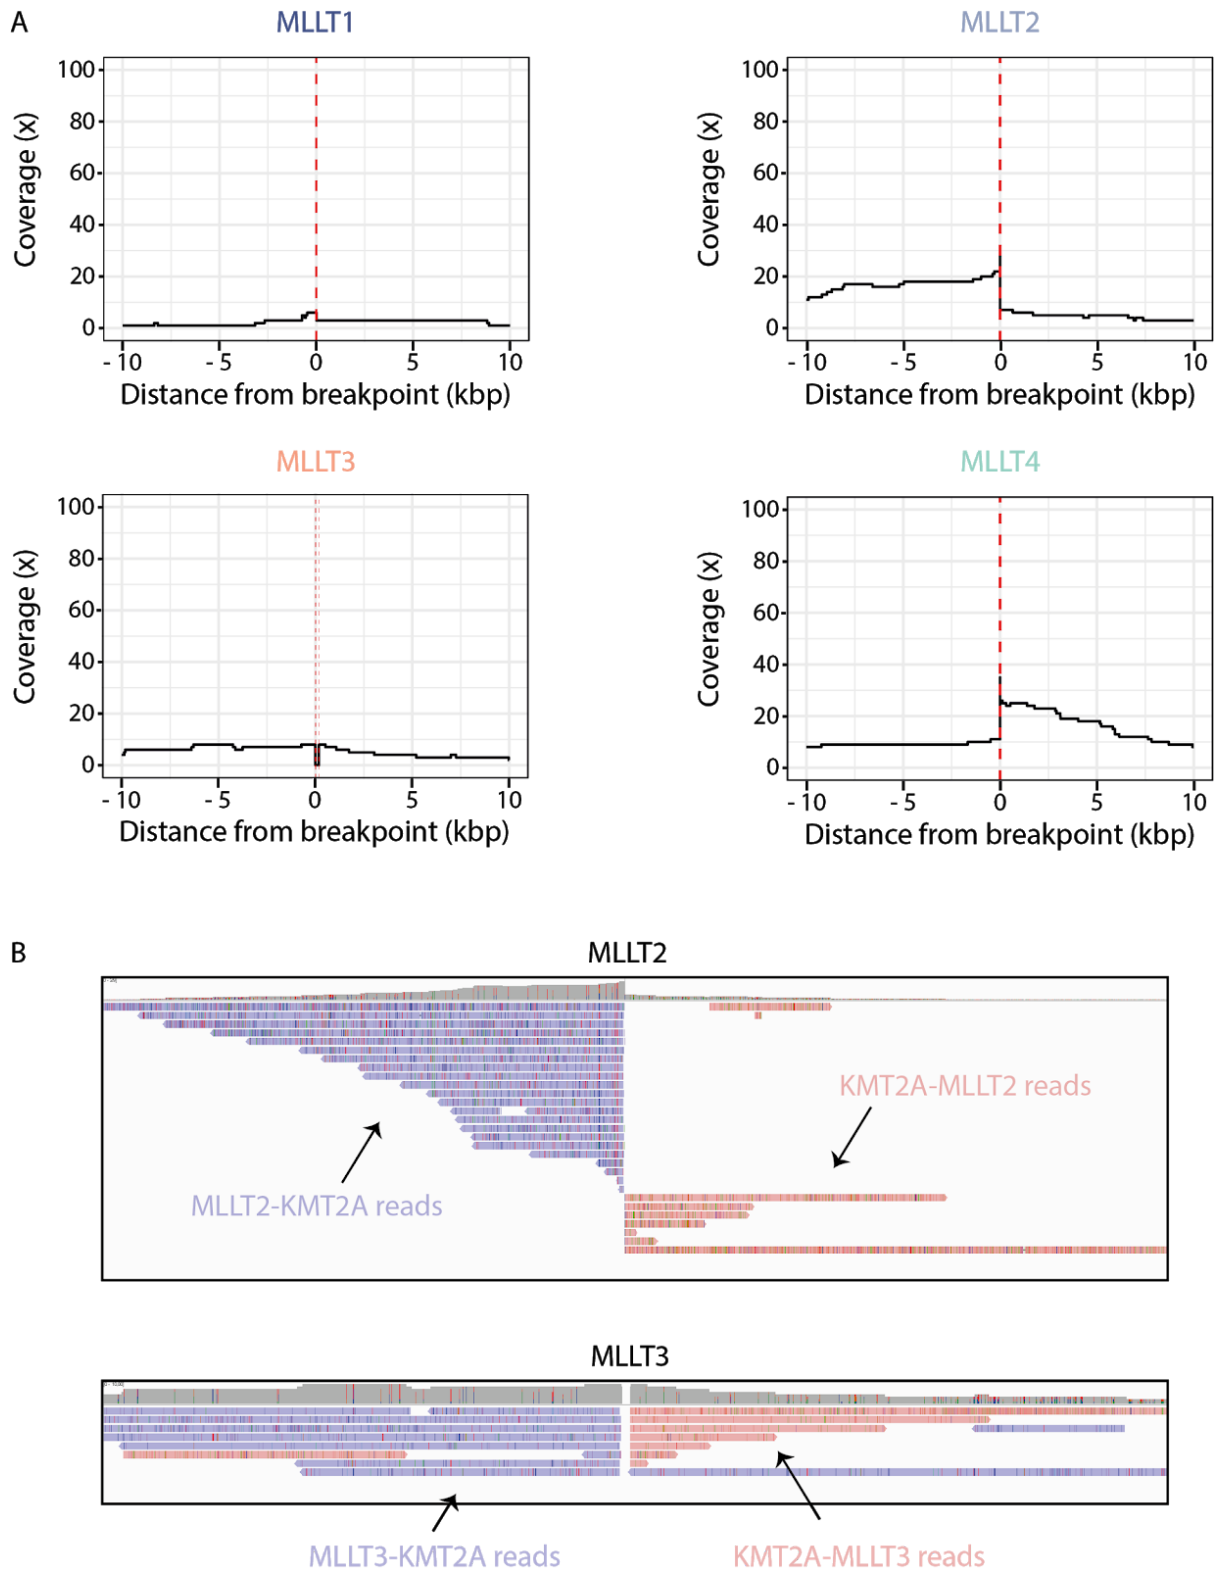 A
MLLT1
MLLT2
100
80
60
40
20
0
Coverage (x)
- 10
- 5
0
5
10
Distance from breakpoint (kbp)
100
80
60
40
20
0
Coverage (x)
- 10
- 5
0
5
10
Distance from breakpoint (kbp)
MLLT3
MLLT4
100
80
60
40
20
0
Coverage (x)
- 10
- 5
0
5
10
Distance from breakpoint (kbp)
100
80
60
40
20
0
Coverage (x)
- 10
- 5
0
5
10
Distance from breakpoint (kbp)
B
MLLT2
KMT2A-MLLT2 reads
MLLT2-KMT2A reads
MLLT3
MLLT3-KMT2A reads
KMT2A-MLLT3 reads